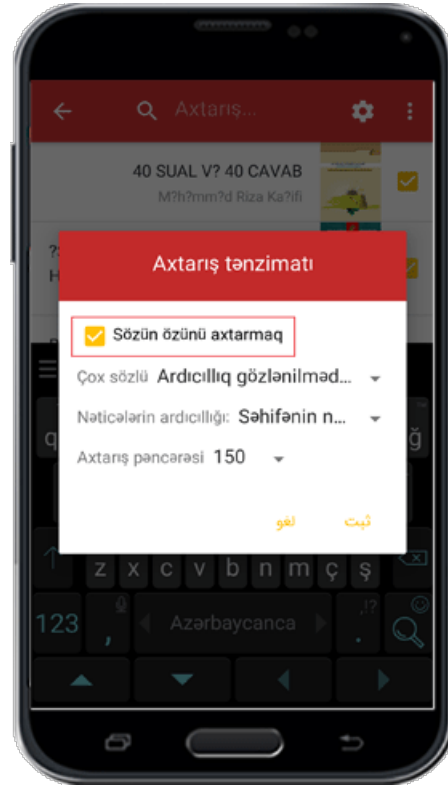 Axtarış...
40 SUAL V? 40 CAVAB
M?h?mm?d Riza Ka?ifi
Axtarış tənzimatı
Sözün özünü axtarmaq
Çox sözlü Ardıcıllıq gözlənilməd...
Nəticələrin ardıcıllığı: Səhifənin n...
Axtarış pəncərəsi 150
لغو ثبت
q ğ
z x c v b n m ç ş
123 , Azərbaycanca . ,!?